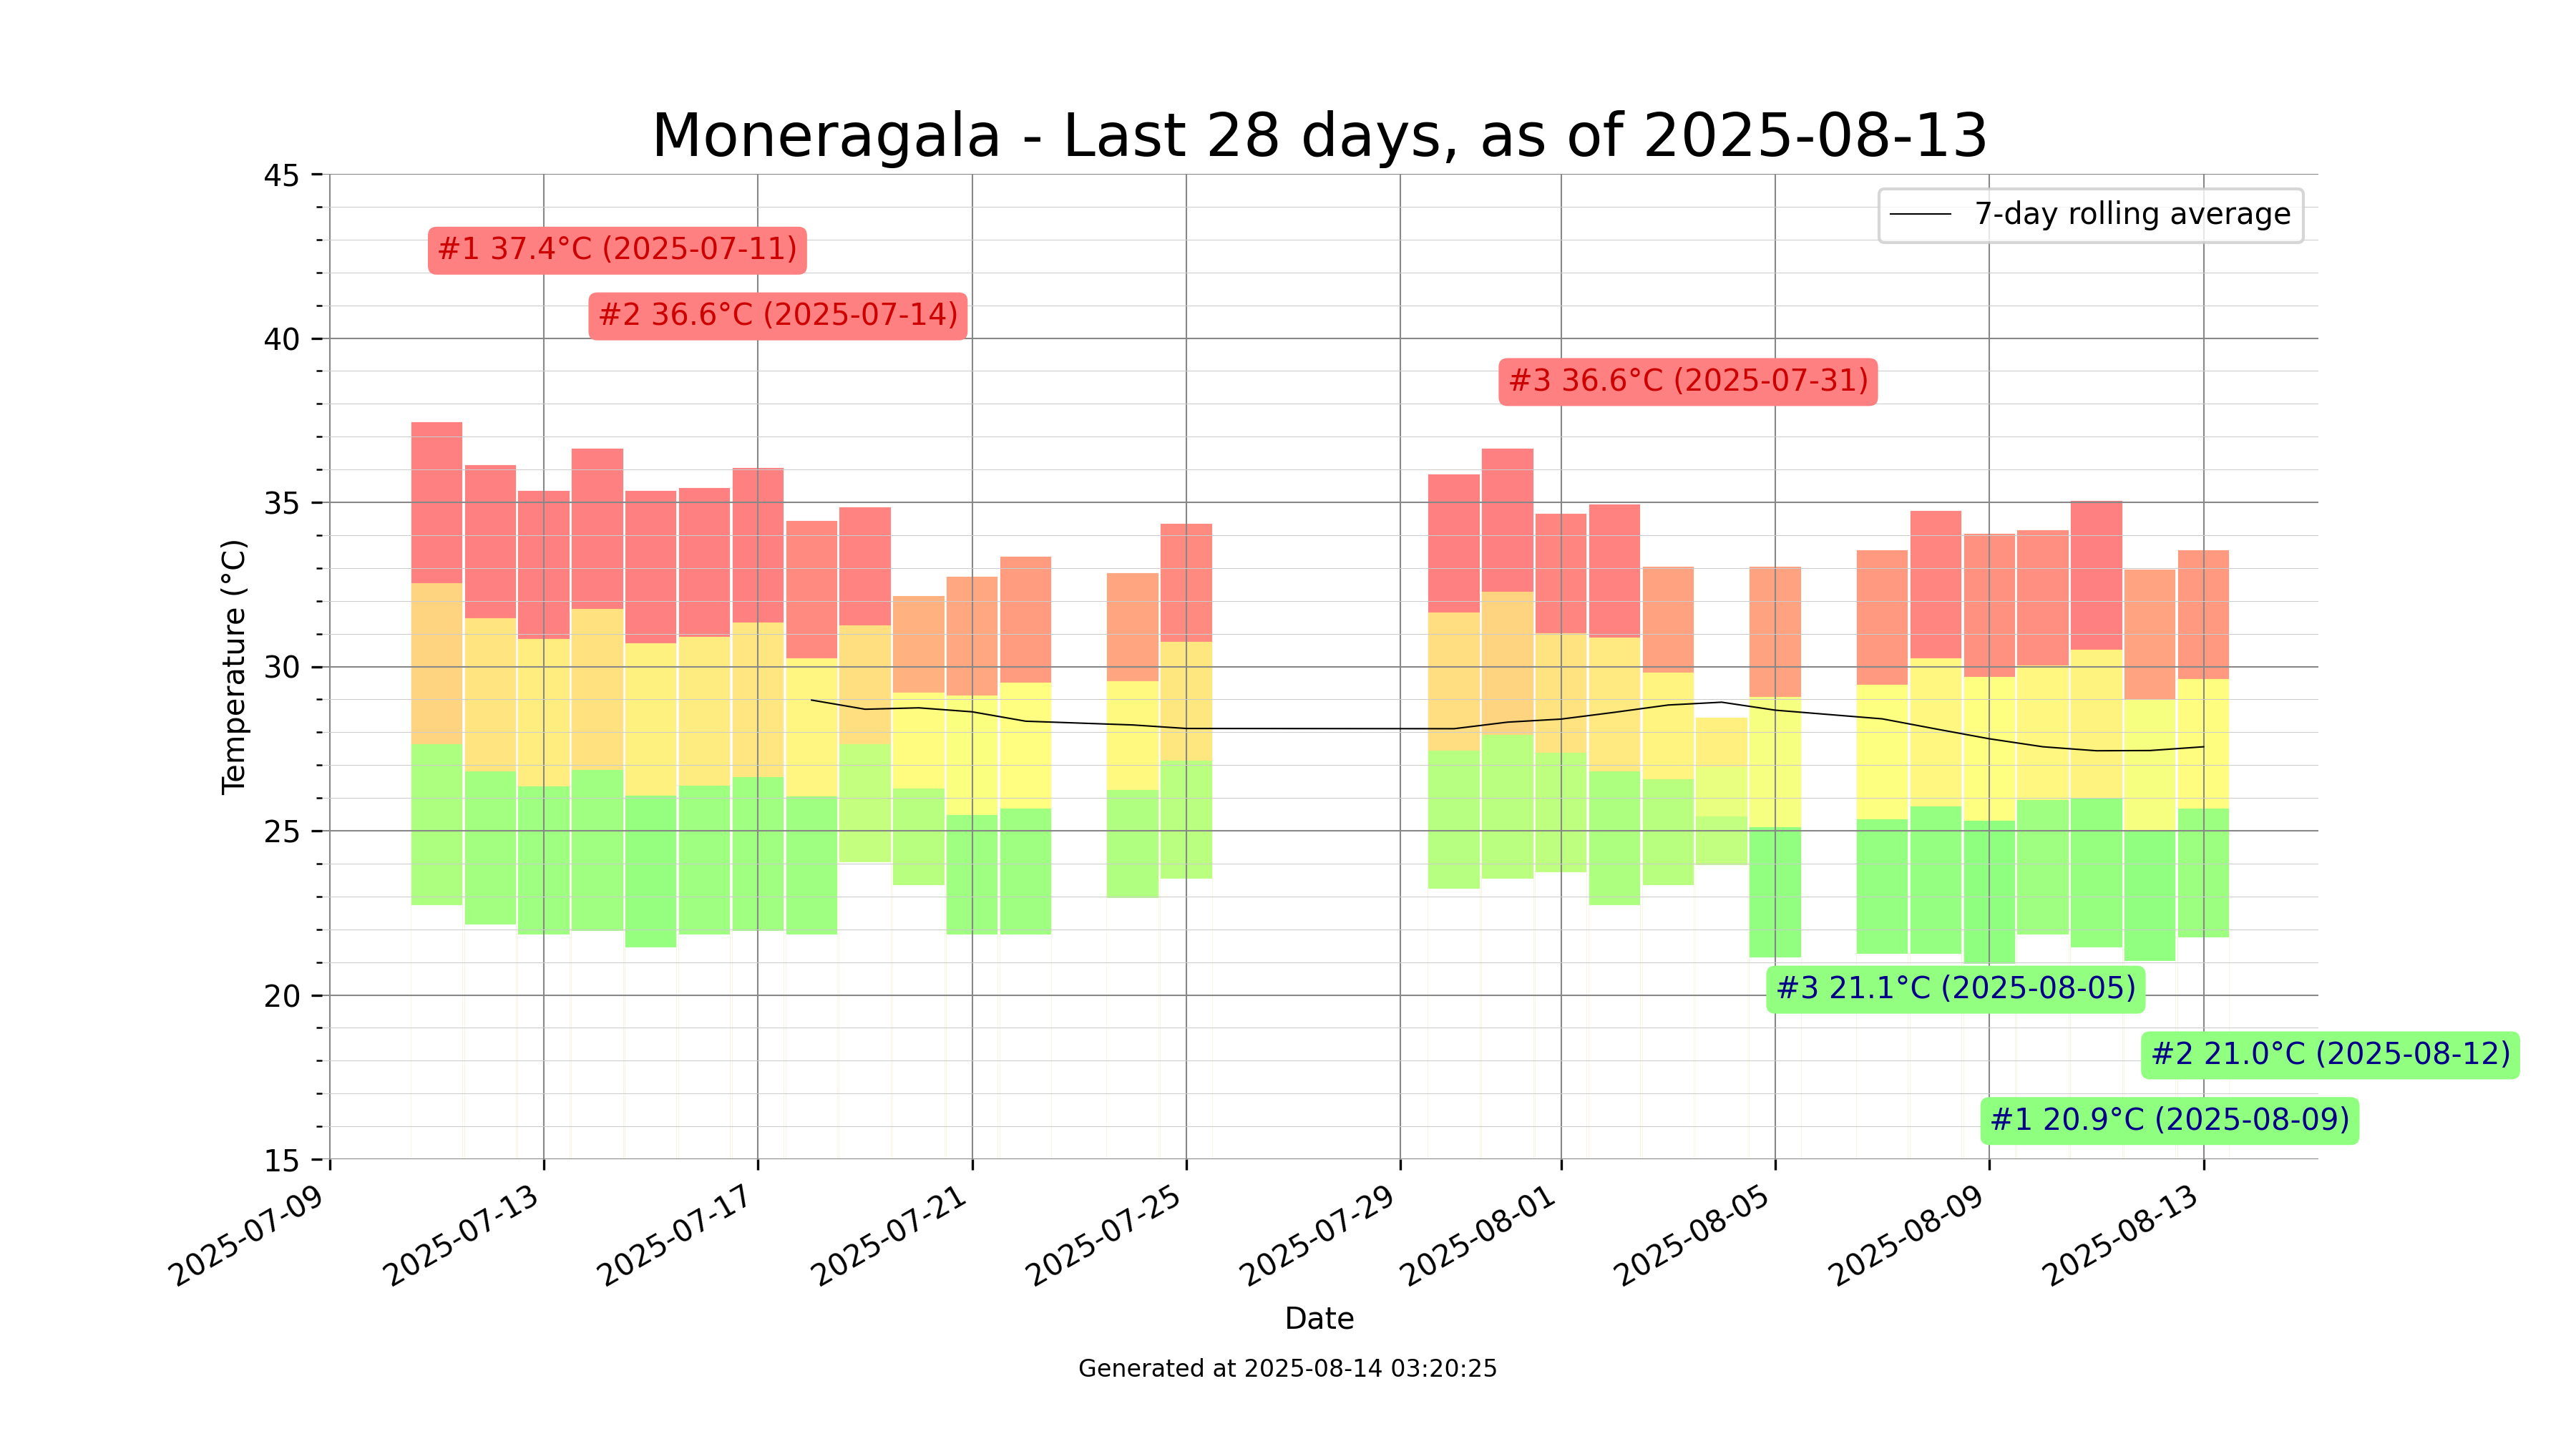 Moneragala - Last 28 days, as of 2025-08-13
45
7-day rolling average
#1 37.4°C (2025-07-11)
#2 36.6°C (2025-07-14)
40
#3 36.6°C (2025-07-31)
35
30
Temperature (°C)
25
20
#3 21.1°C (2025-08-05)
#2 21.0°C (2025-08-12)
#1 20.9°C (2025-08-09)
15
2025-07-09
2025-07-13
2025-07-17
2025-07-21
2025-07-25
2025-07-29
2025-08-01
2025-08-05
2025-08-09
2025-08-13
Date
Generated at 2025-08-14 03:20:25